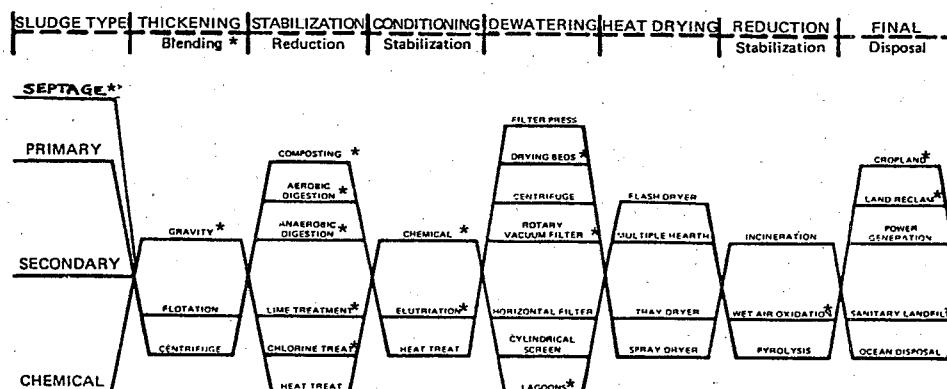 SLUDGE TYPE THICKENING STABILIZATION CONDITIONING DEWATERING HEAT DRYING REDUCTION FINAL
Blending * Reduction Stabilization Stabilization Disposal
SEPTAGE*
PRIMARY
SECONDARY
CHEMICAL
GRAVITY *
FLOTATION
CENTRIFUGE
COMPOSTING *
AEROBIC
DIGESTION *
ANAEROBIC
DIGESTION *
LIME TREATMENT*
CHLORINE TREAT*
HEAT TREAT
CHEMICAL *
ELUTRIATION*
HEAT TREAT
FILTER PRESS
DRYING BEDS *
CENTRIFUGE
ROTARY
VACUUM FILTER *
HORIZONTAL FILTER
CYLINDRICAL
SCREEN
LAGOONS*
FLASH DRYER
MULTIPLE HEARTH
TRAY DRYER
SPRAY DRYER
INCINERATION
WET AIR OXIDATION*
PYROLYSIS
CROPLAND*
LAND RECLAM*
POWER
GENERATION
SANITARY LANDFILL*
OCEAN DISPOSAL